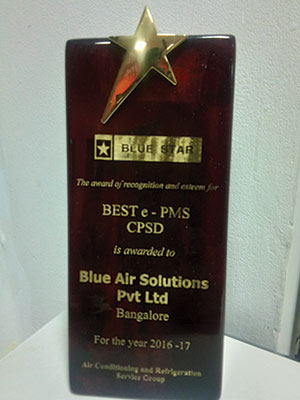 BLUE STAR
The award of recognition and esteem for
BEST e - PMS
CPSD
is awarded to
Blue Air Solutions
Pvt Ltd
Bangalore
For the year 2016 -17
Air Conditioning and Refrigeration
Service Group